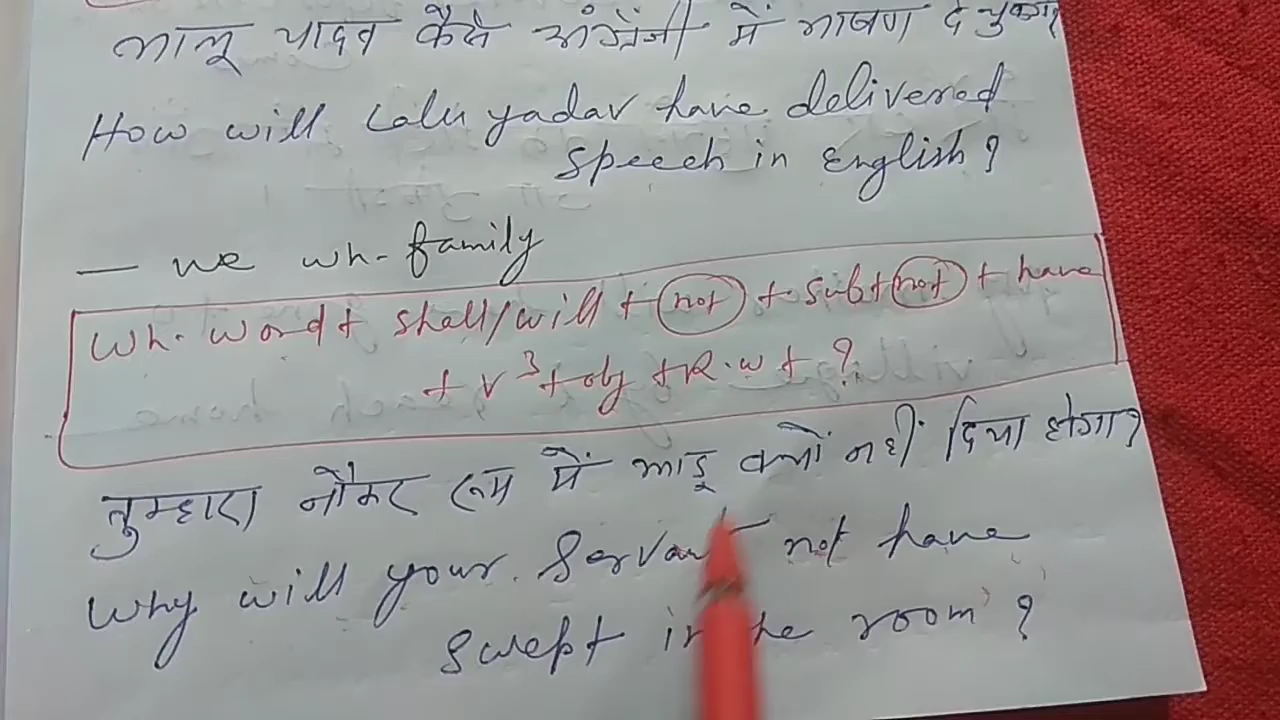 लालू यादव कैसे अंग्रेजी में भाषण दे चुका
How will Lalu yadav have delivered
speech in English?
— we wh-family
Wh. word + shall/will + not + sub + not + have
+ v3 + obj + R.w + ?
तुम्हारा नौकर रूम में झाडू क्यों नहीं दिया होगा?
Why will your servant not have
swept in the room?